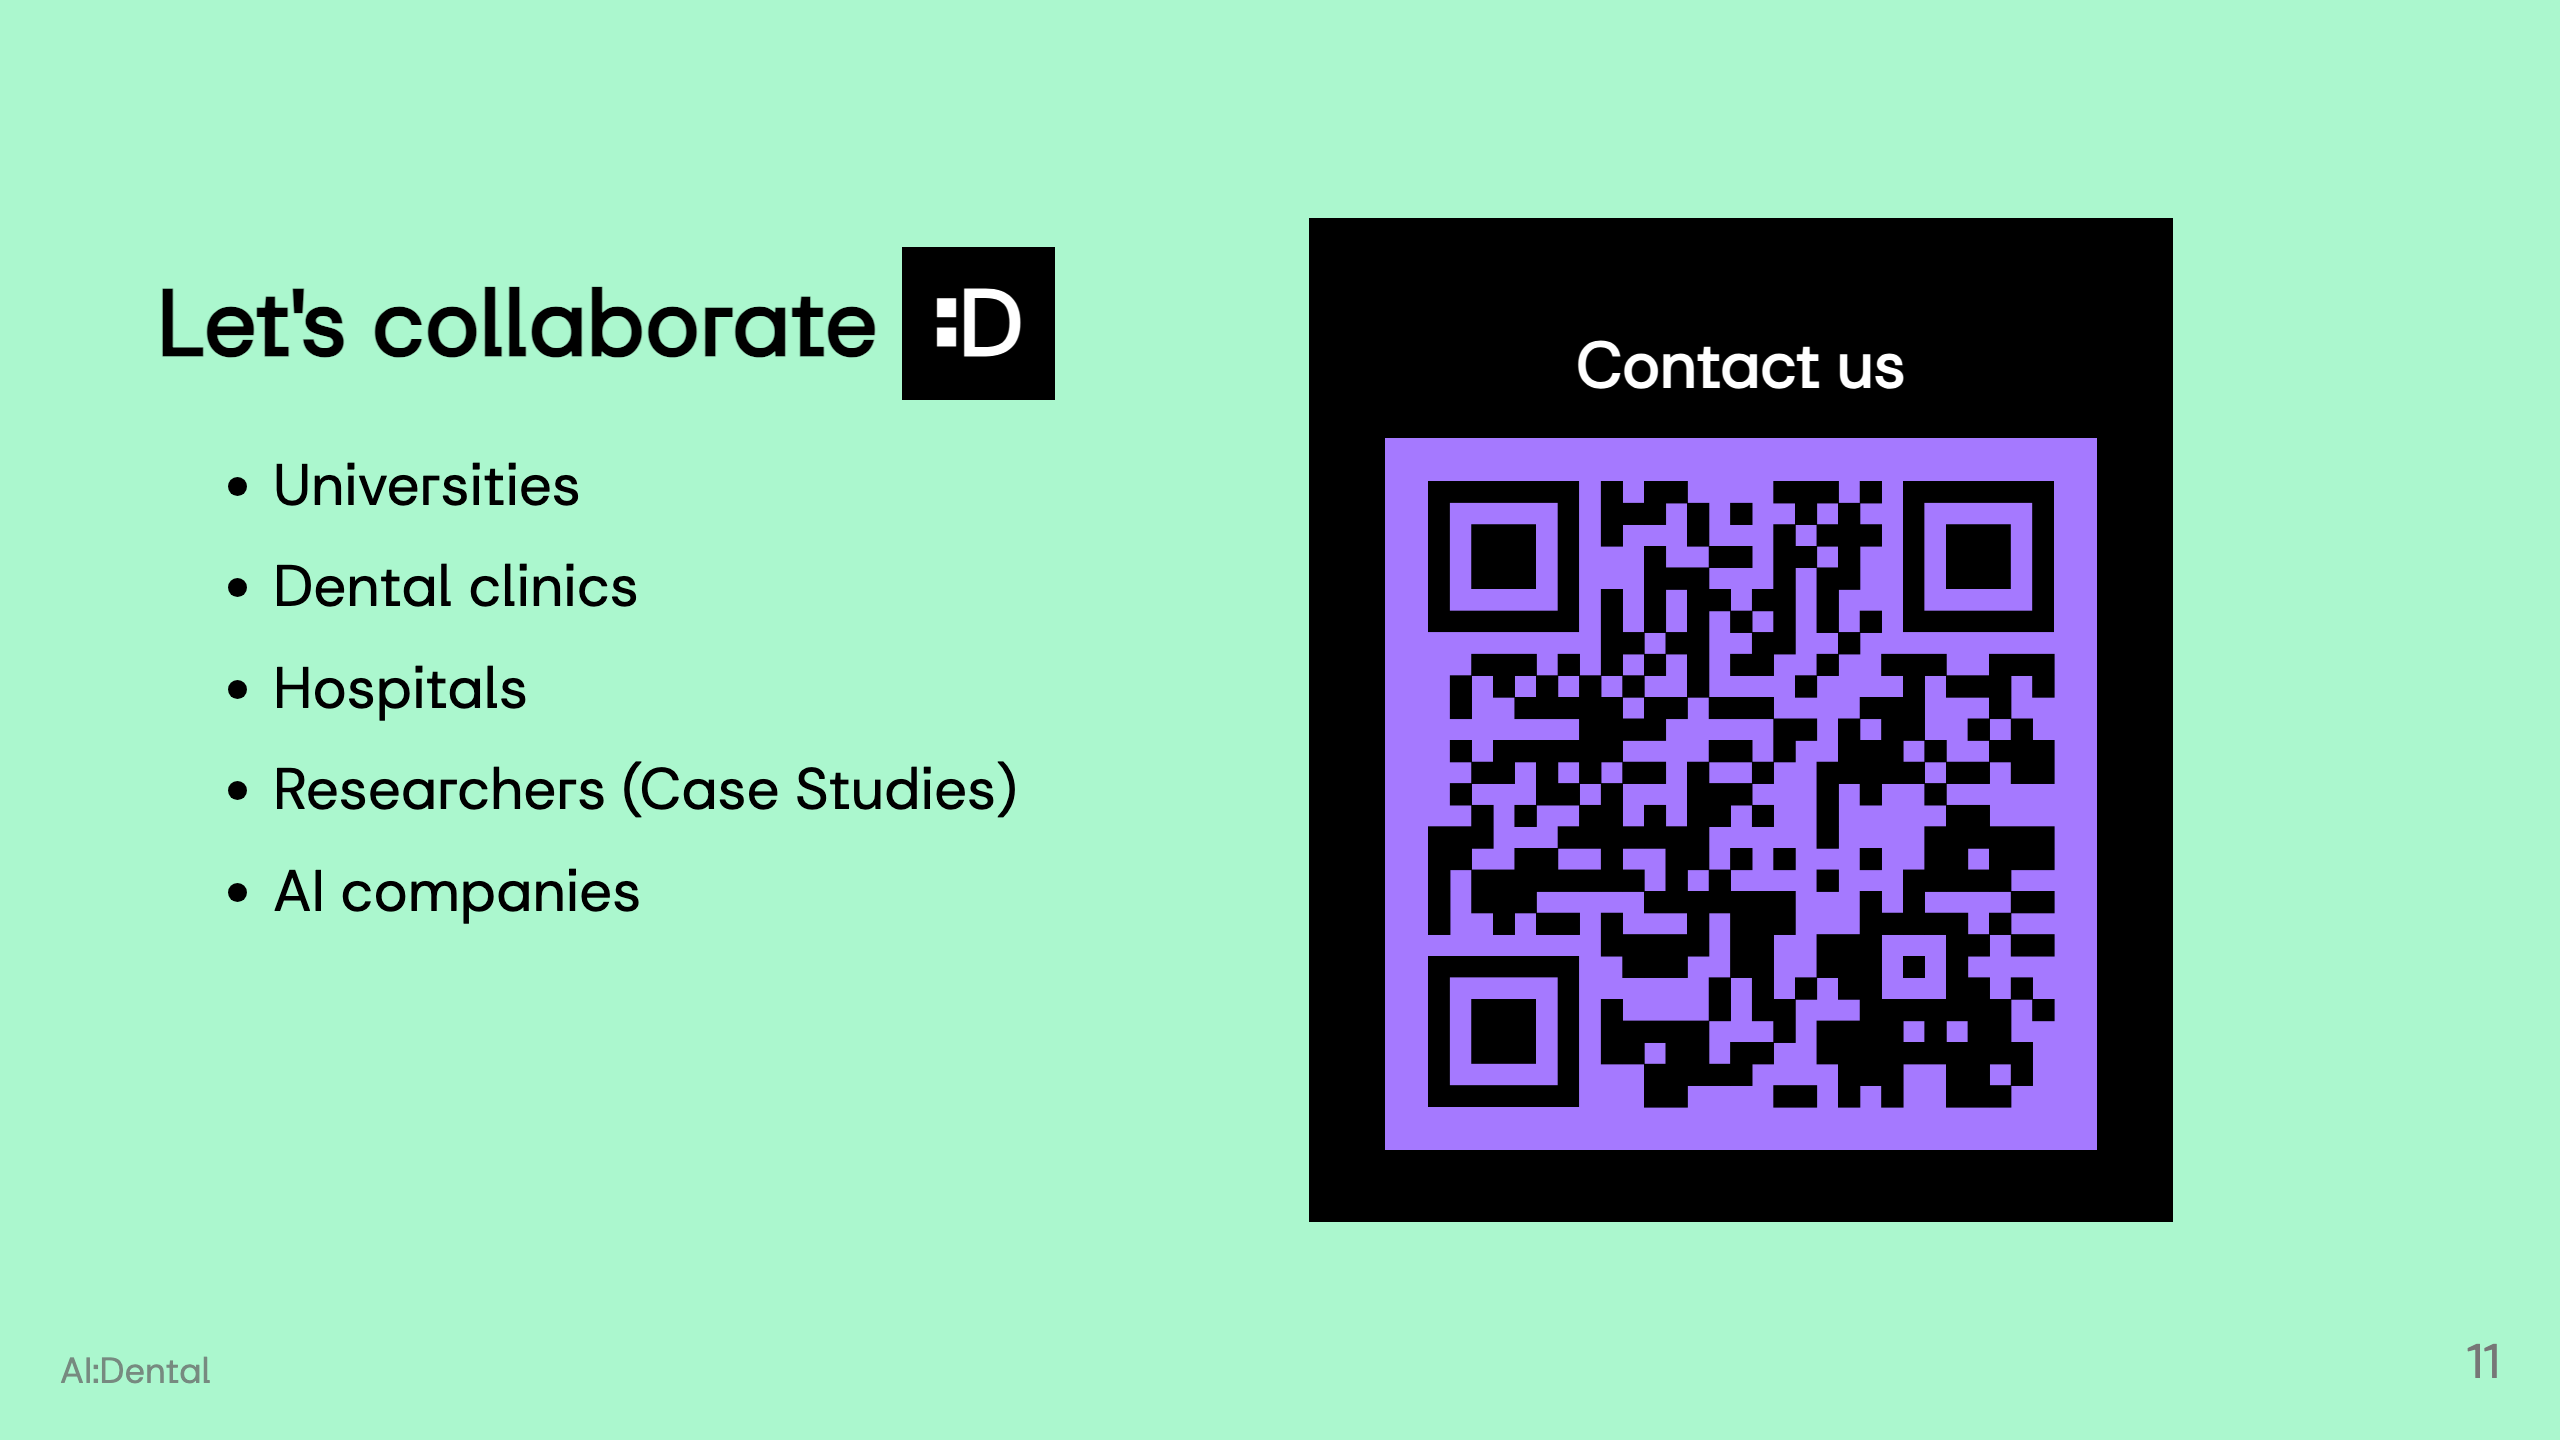 Let's collaborate :D
• Universities
• Dental clinics
• Hospitals
• Researchers (Case Studies)
• AI companies
Contact us
AI:Dental
11